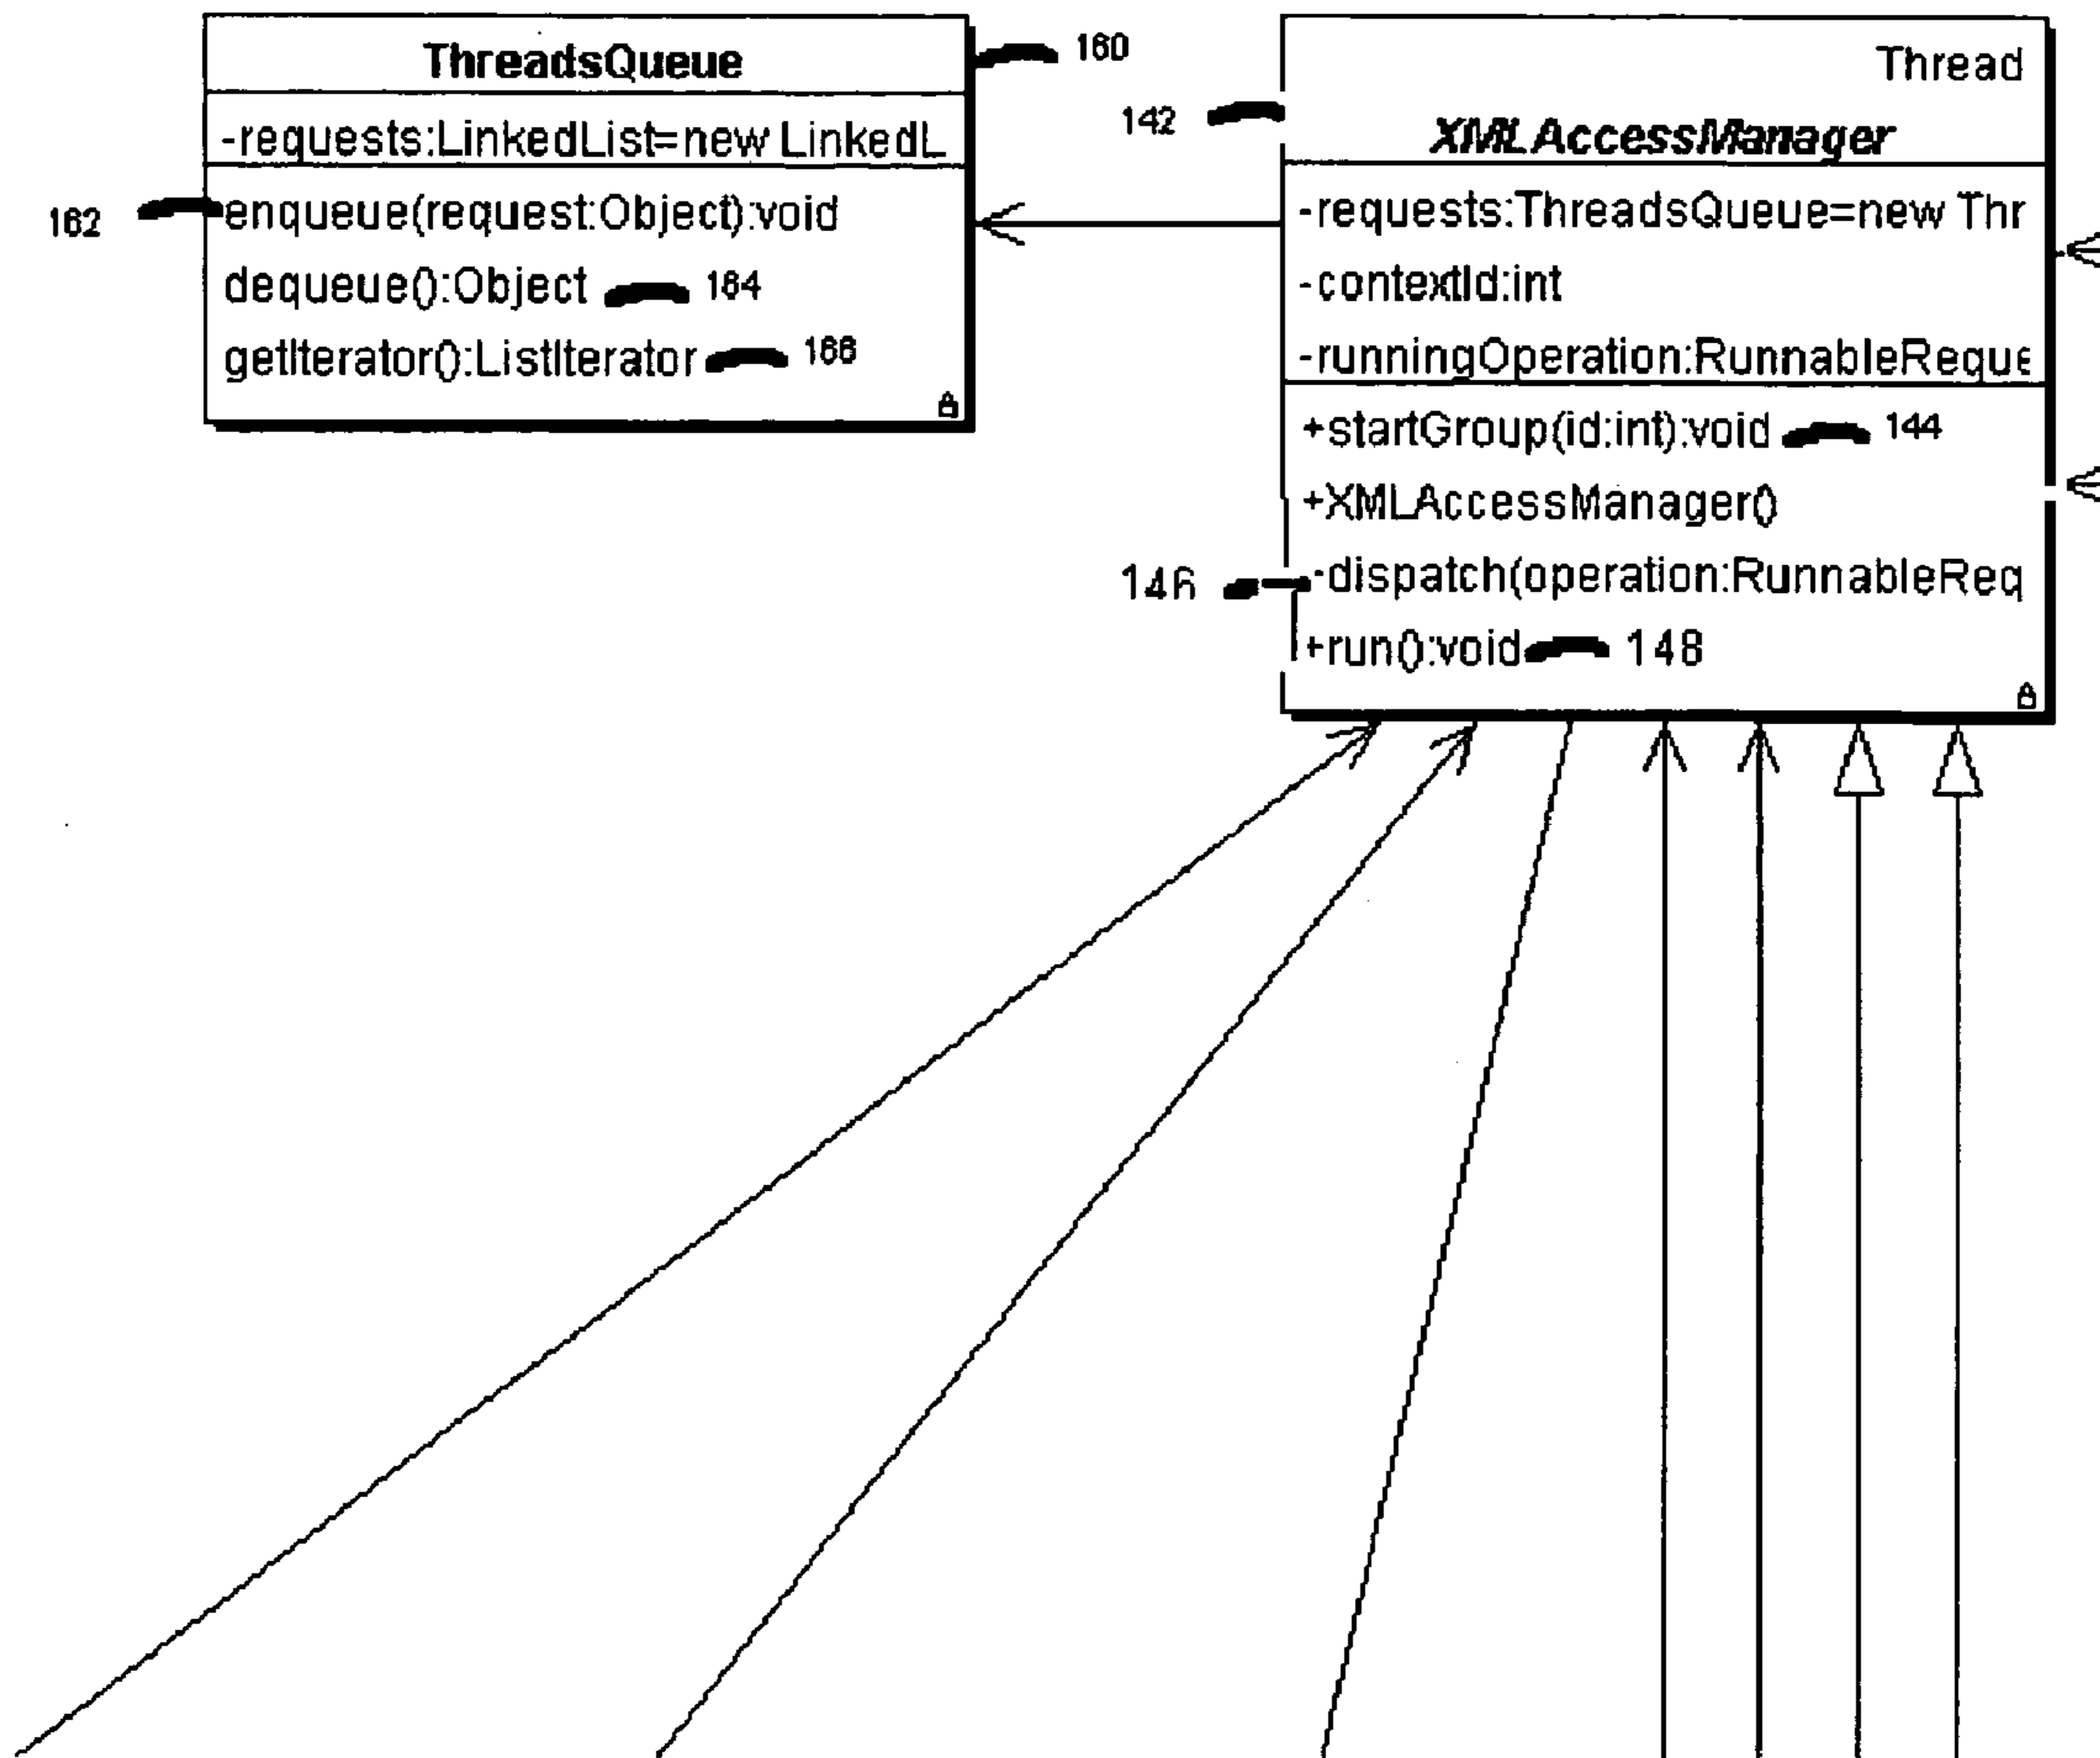 ThreadsQueue
160
-requests:LinkedList=new LinkedL
162
enqueue(request:Object):void
dequeue():Object
164
getIterator():ListIterator
166
Thread
142
XMLAccessManager
-requests:ThreadsQueue=new Thr
-contextId:int
-runningOperation:RunnableReque
+startGroup(id:int):void
144
+XMLAccessManager()
146
-dispatch(operation:RunnableReq
+run():void
148